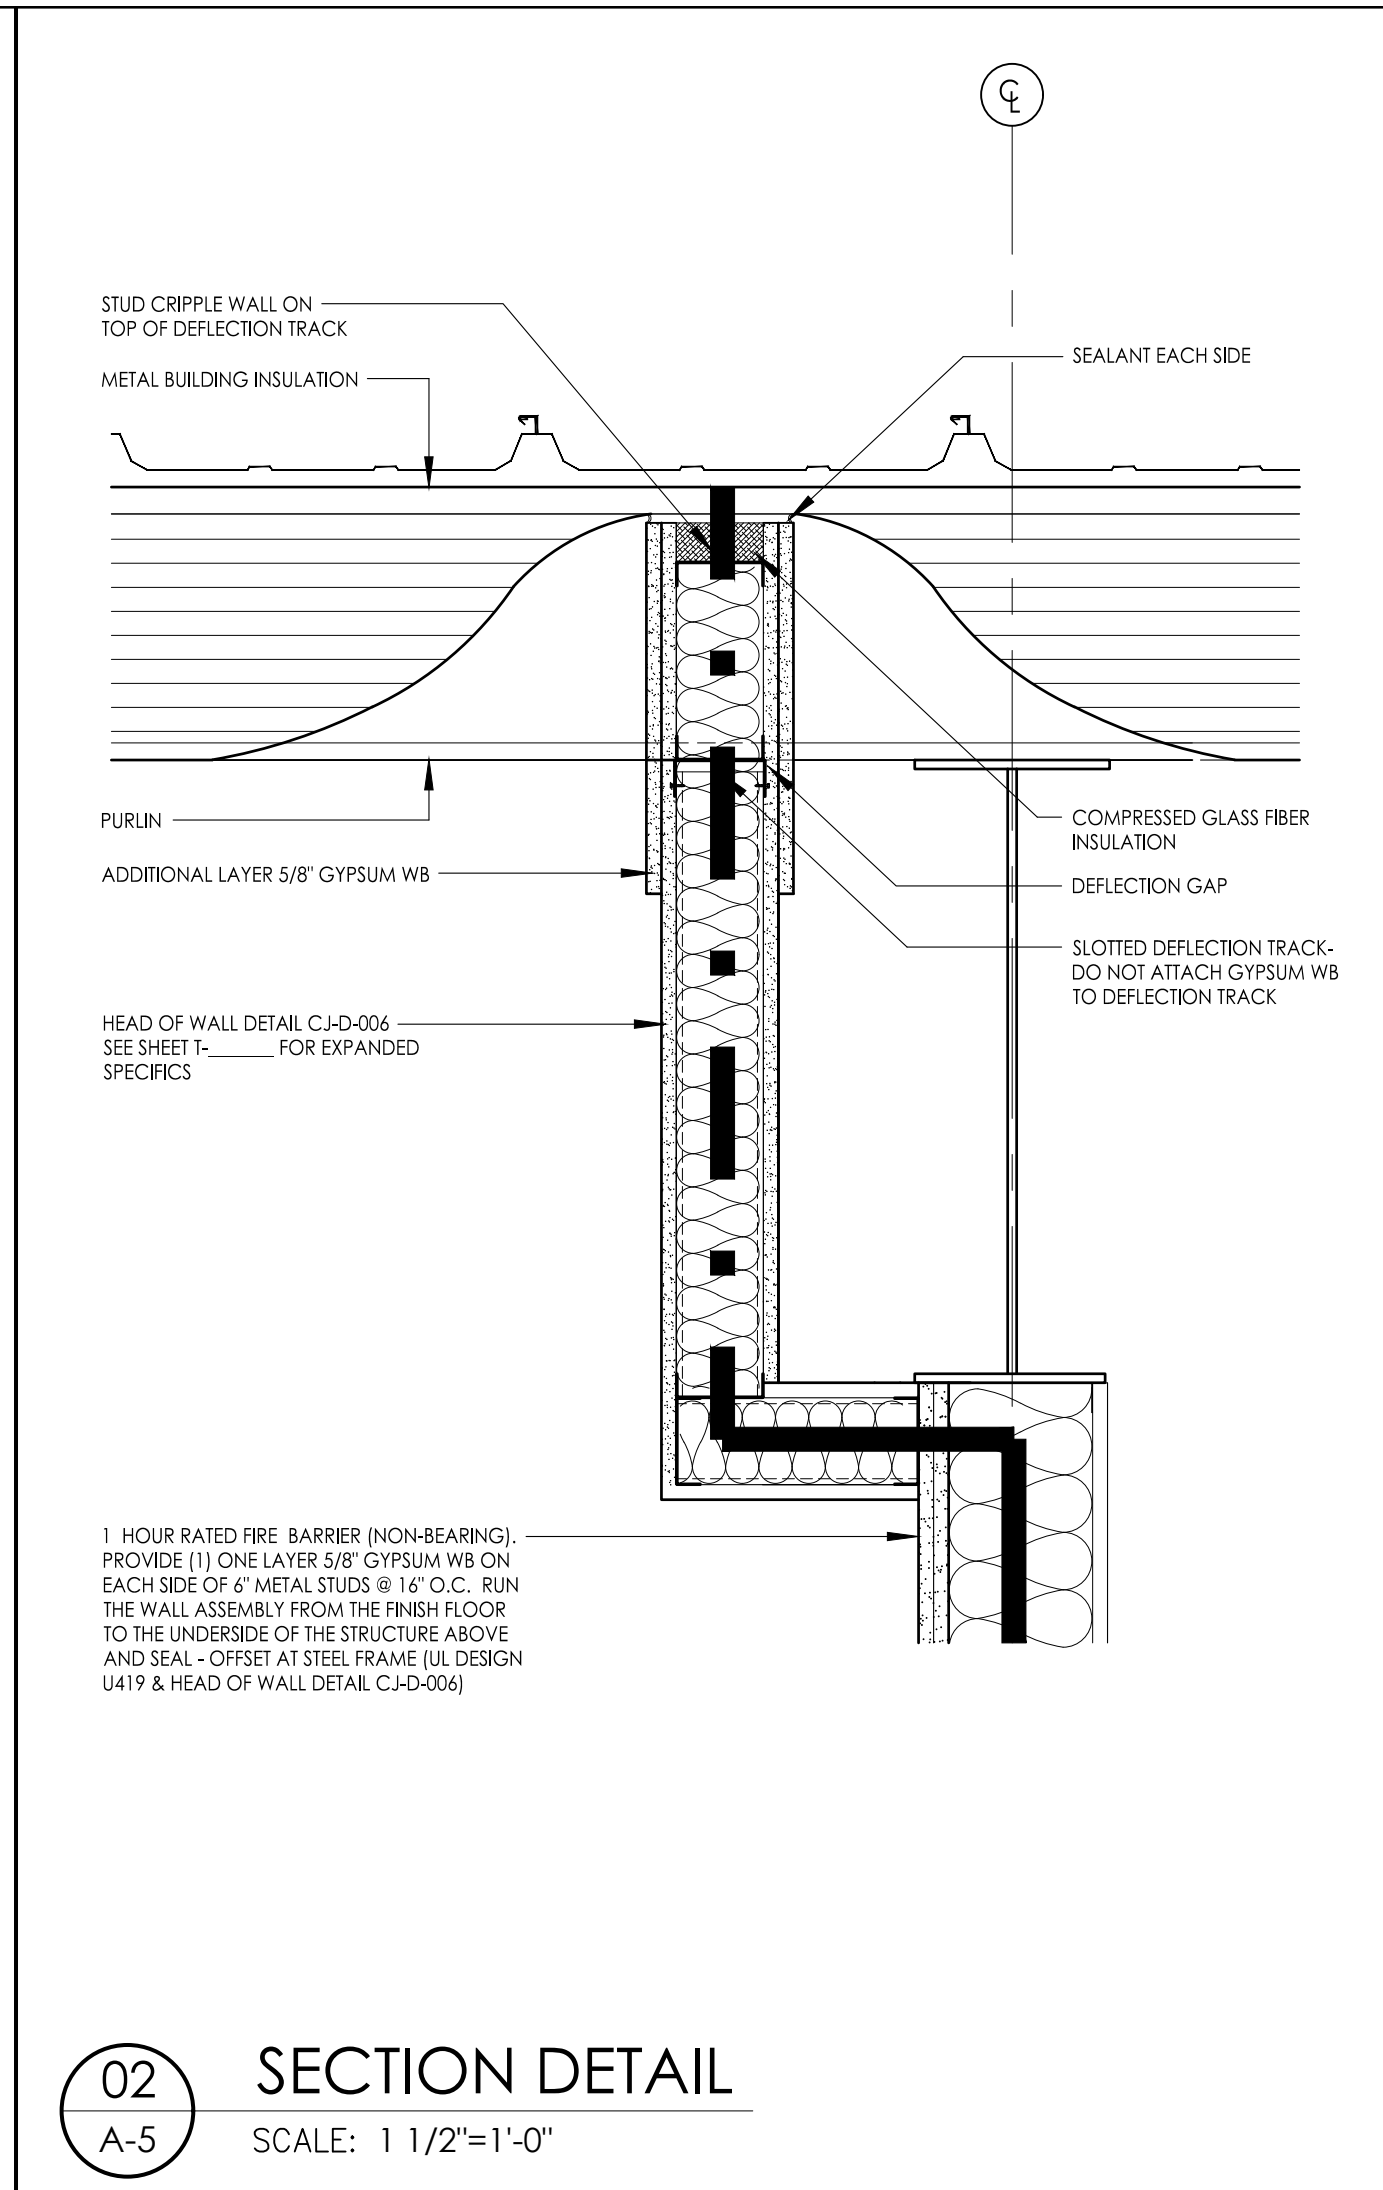 ℄
STUD CRIPPLE WALL ON
TOP OF DEFLECTION TRACK
METAL BUILDING INSULATION
SEALANT EACH SIDE
PURLIN
ADDITIONAL LAYER 5/8" GYPSUM WB
COMPRESSED GLASS FIBER
INSULATION
DEFLECTION GAP
SLOTTED DEFLECTION TRACK-
DO NOT ATTACH GYPSUM WB
TO DEFLECTION TRACK
HEAD OF WALL DETAIL CJ-D-006
SEE SHEET T-______ FOR EXPANDED
SPECIFICS
1 HOUR RATED FIRE BARRIER (NON-BEARING).
PROVIDE (1) ONE LAYER 5/8" GYPSUM WB ON
EACH SIDE OF 6" METAL STUDS @ 16" O.C. RUN
THE WALL ASSEMBLY FROM THE FINISH FLOOR
TO THE UNDERSIDE OF THE STRUCTURE ABOVE
AND SEAL - OFFSET AT STEEL FRAME (UL DESIGN
U419 & HEAD OF WALL DETAIL CJ-D-006)
02
A-5
SECTION DETAIL
SCALE: 1 1/2"=1'-0"